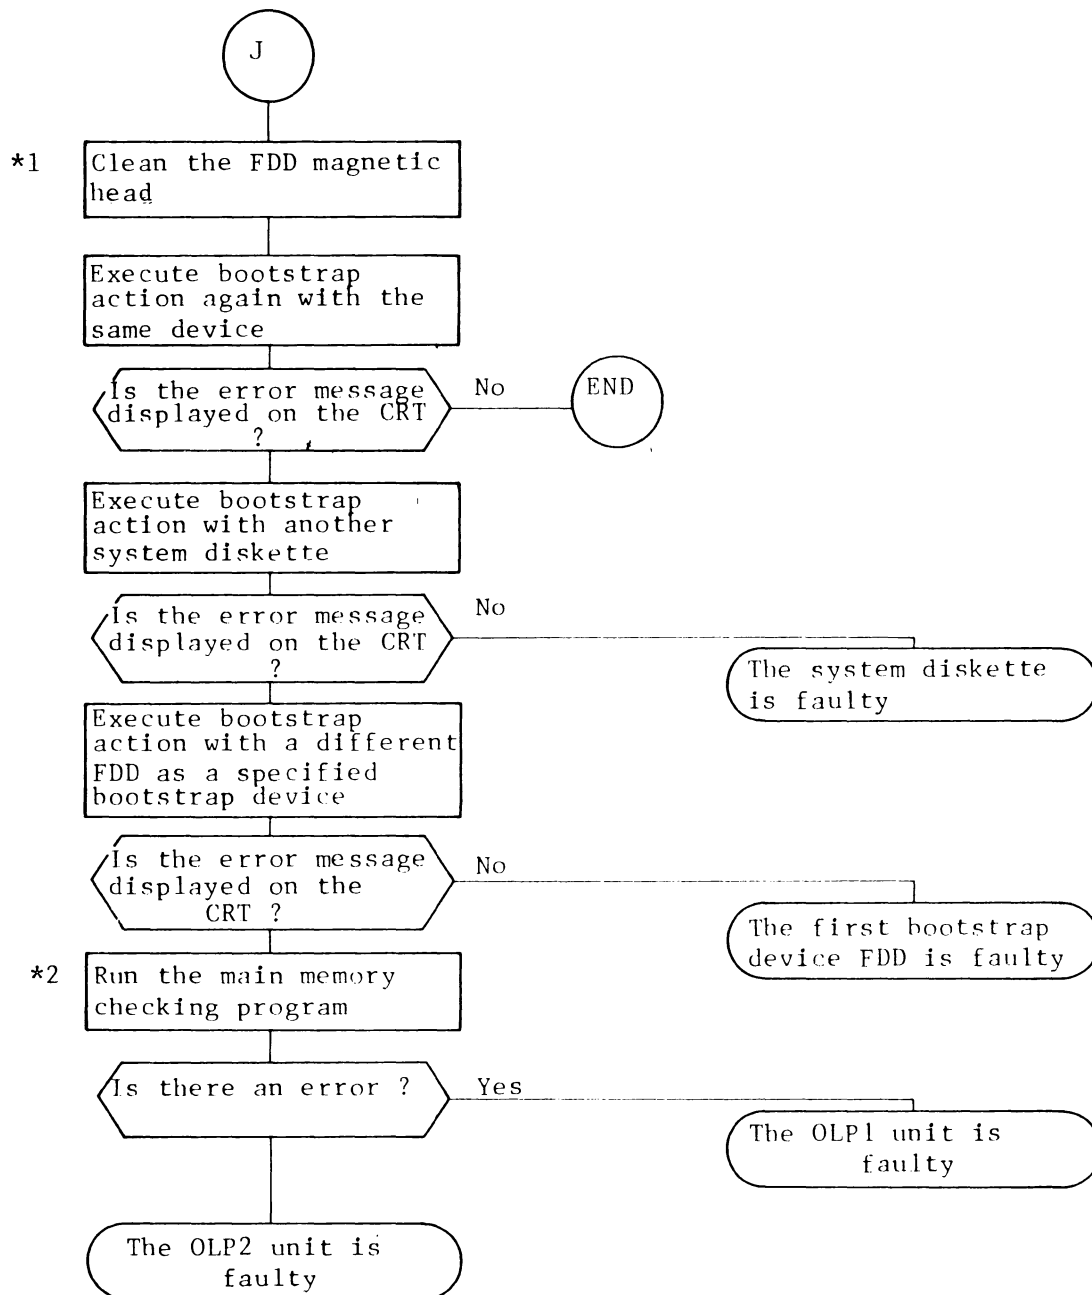 J
*1
Clean the FDD magnetic
head
Execute bootstrap
action again with the
same device
Is the error message
displayed on the CRT
?
No
END
Execute bootstrap
action with another
system diskette
Is the error message
displayed on the CRT
?
No
The system diskette
is faulty
Execute bootstrap
action with a different
FDD as a specified
bootstrap device
Is the error message
displayed on the
CRT ?
No
The first bootstrap
device FDD is faulty
*2
Run the main memory
checking program
Is there an error ?
Yes
The OLP1 unit is
faulty
The OLP2 unit is
faulty